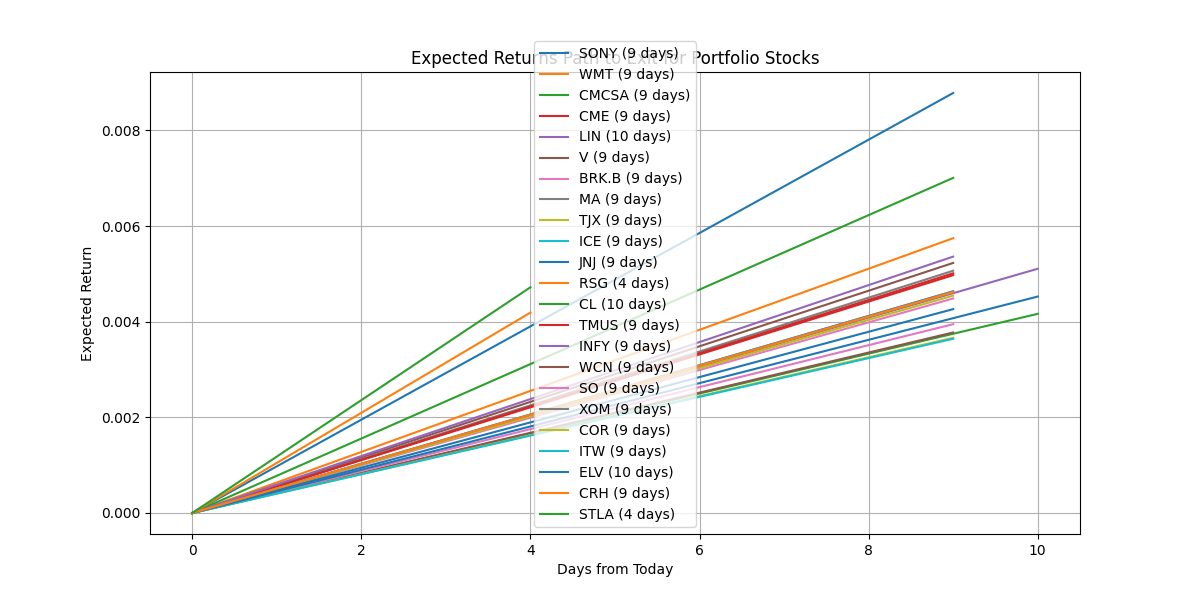 Expected Returns Path to Exit for Portfolio Stocks
SONY (9 days)
WMT (9 days)
CMCSA (9 days)
CME (9 days)
LIN (10 days)
V (9 days)
BRK.B (9 days)
MA (9 days)
TJX (9 days)
ICE (9 days)
JNJ (9 days)
RSG (4 days)
CL (10 days)
TMUS (9 days)
INFY (9 days)
WCN (9 days)
SO (9 days)
XOM (9 days)
COR (9 days)
ITW (9 days)
ELV (10 days)
CRH (9 days)
STLA (4 days)
Expected Return
0.008
0.006
0.004
0.002
0.000
0 2 4 6 8 10
Days from Today